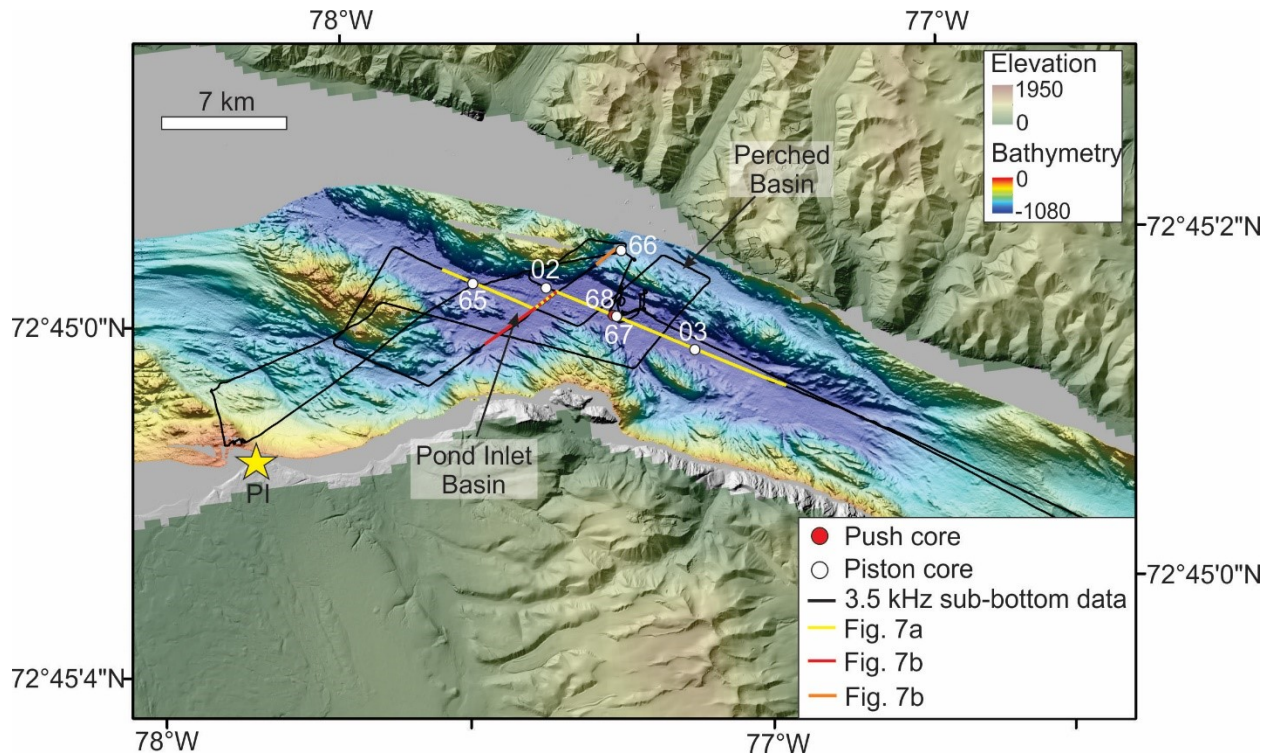 78°W
77°W
7 km
Elevation
1950
0
Bathymetry
0
-1080
Perched
Basin
72°45'2"N
66
02
65
68
67
03
72°45'0"N
Pond Inlet
Basin
PI
Push core
Piston core
3.5 kHz sub-bottom data
Fig. 7a
Fig. 7b
Fig. 7b
72°45'0"N
72°45'4"N
78°W
77°W